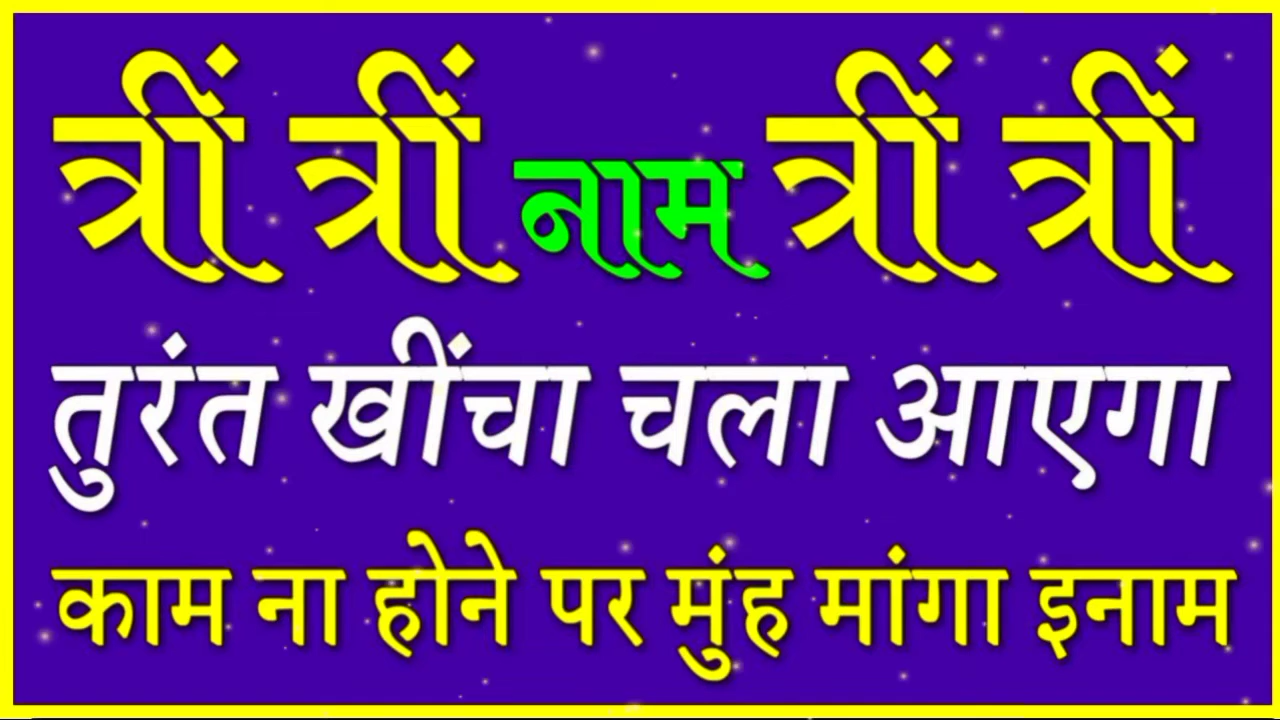 त्रीं त्रीं नाम त्रीं त्रीं
तुरंत खींचा चला आएगा
काम ना होने पर मुंह मांगा इनाम